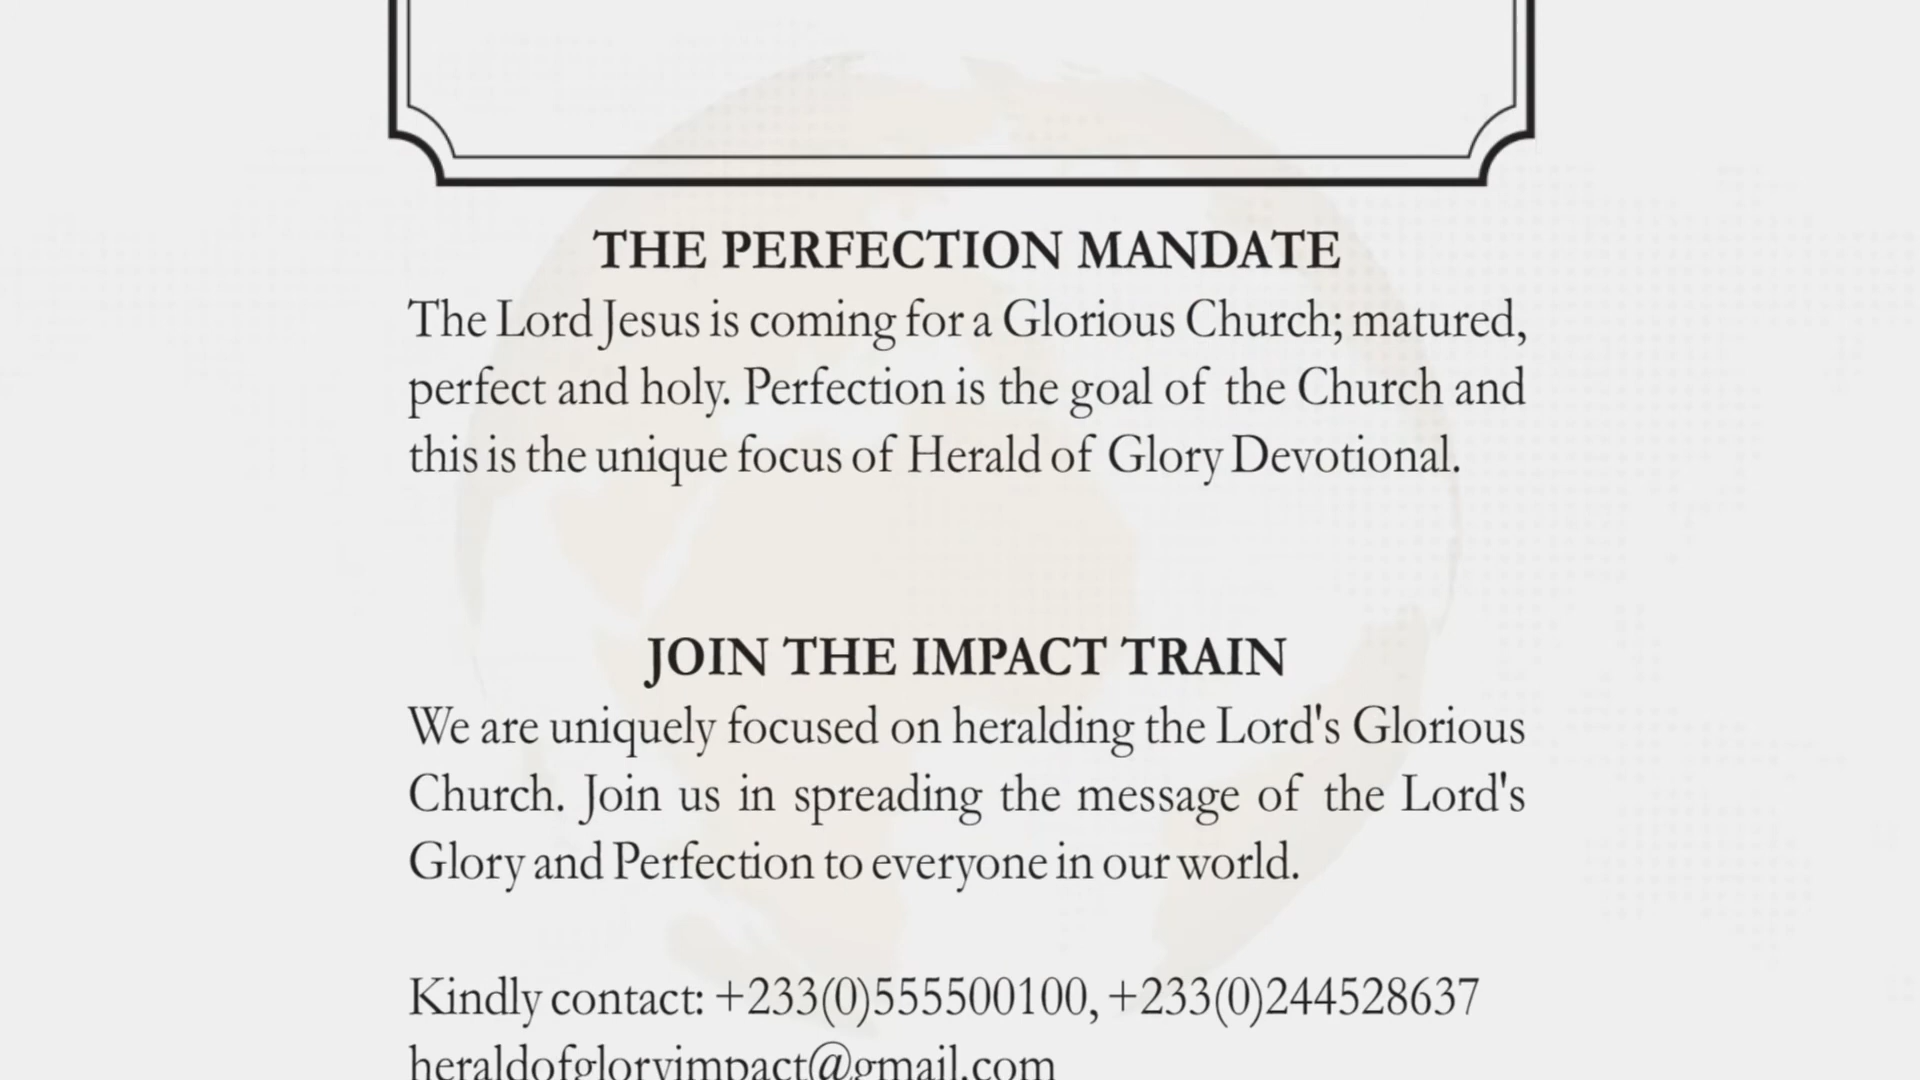 THE PERFECTION MANDATE
The Lord Jesus is coming for a Glorious Church; matured,
perfect and holy. Perfection is the goal of the Church and
this is the unique focus of Herald of Glory Devotional.
JOIN THE IMPACT TRAIN
We are uniquely focused on heralding the Lord's Glorious
Church. Join us in spreading the message of the Lord's
Glory and Perfection to everyone in our world.
Kindly contact: +233(0)555500100, +233(0)244528637
heraldofgloryimpact@gmail.com